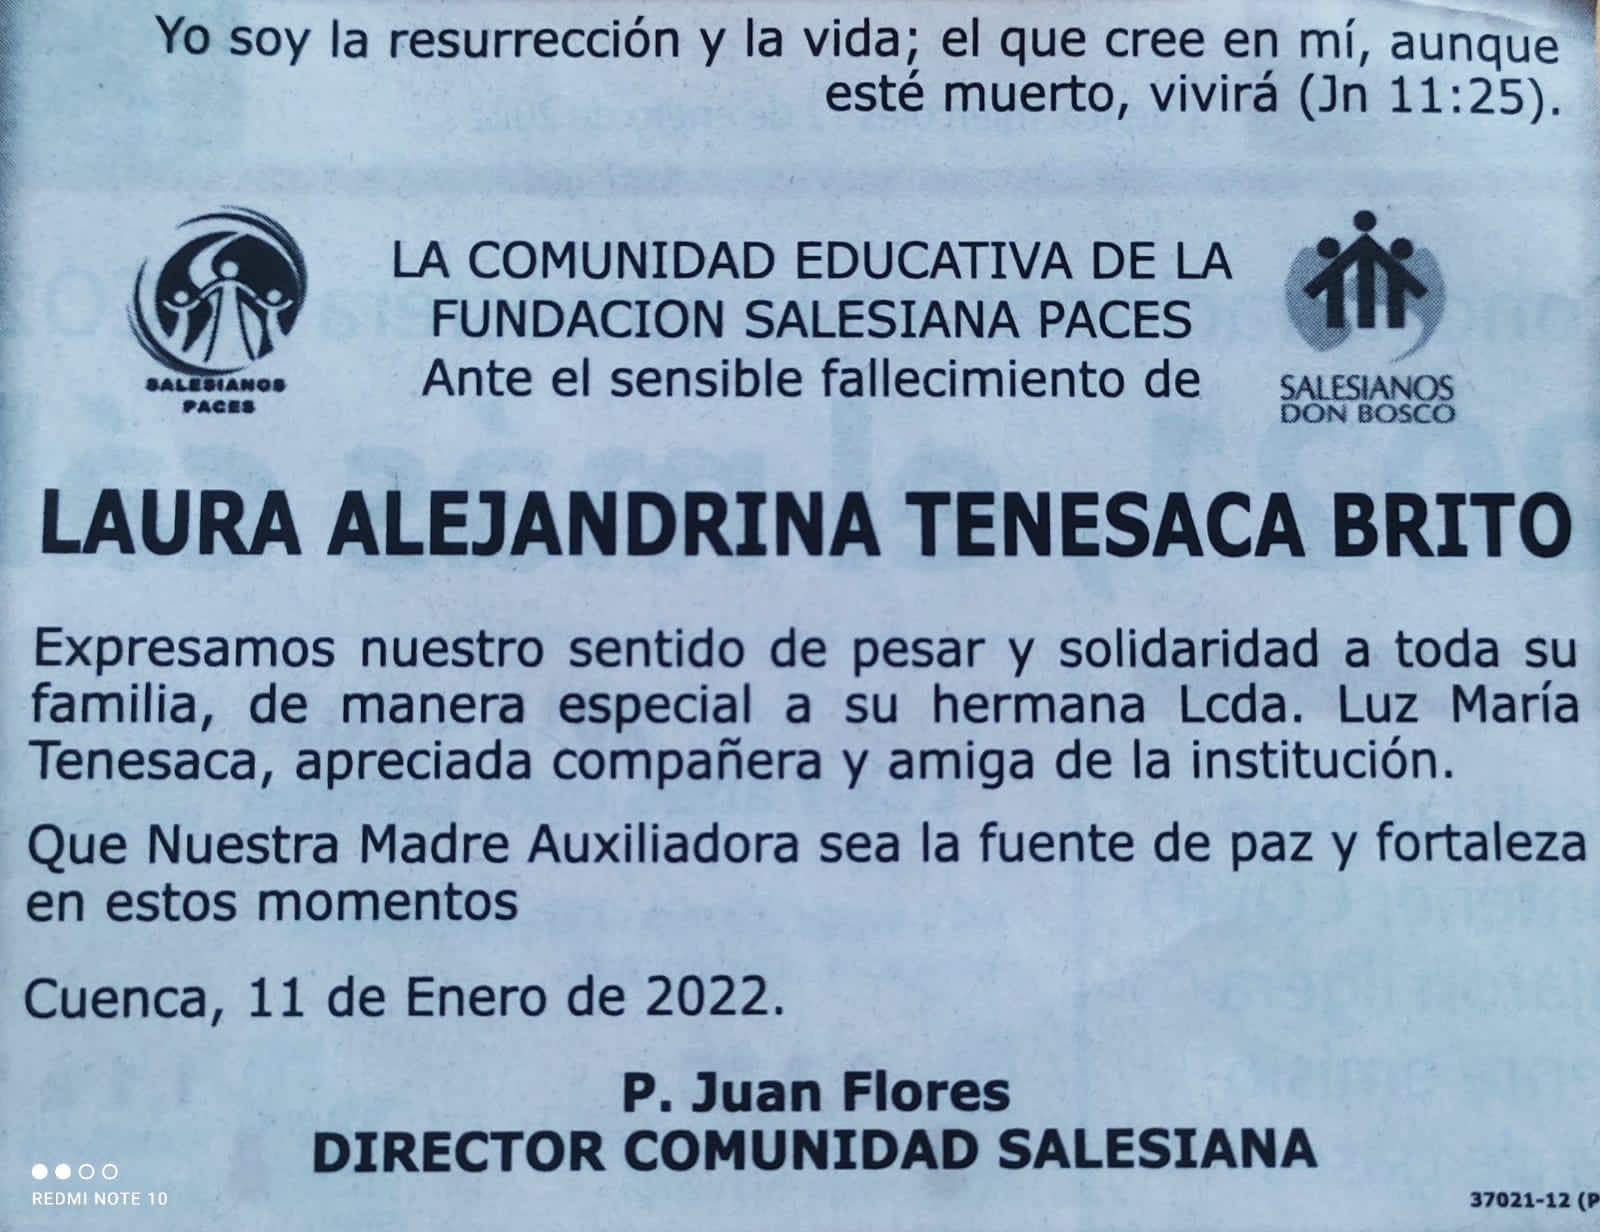 Yo soy la resurrección y la vida; el que cree en mí, aunque
esté muerto, vivirá (Jn 11:25).
LA COMUNIDAD EDUCATIVA DE LA
FUNDACION SALESIANA PACES
Ante el sensible fallecimiento de
SALESIANOS
PACES
SALESIANOS
DON BOSCO
LAURA ALEJANDRINA TENESACA BRITO
Expresamos nuestro sentido de pesar y solidaridad a toda su
familia, de manera especial a su hermana Lcda. Luz María
Tenesaca, apreciada compañera y amiga de la institución.
Que Nuestra Madre Auxiliadora sea la fuente de paz y fortaleza
en estos momentos
Cuenca, 11 de Enero de 2022.
P. Juan Flores
DIRECTOR COMUNIDAD SALESIANA
REDMI NOTE 10
37021-12 (P